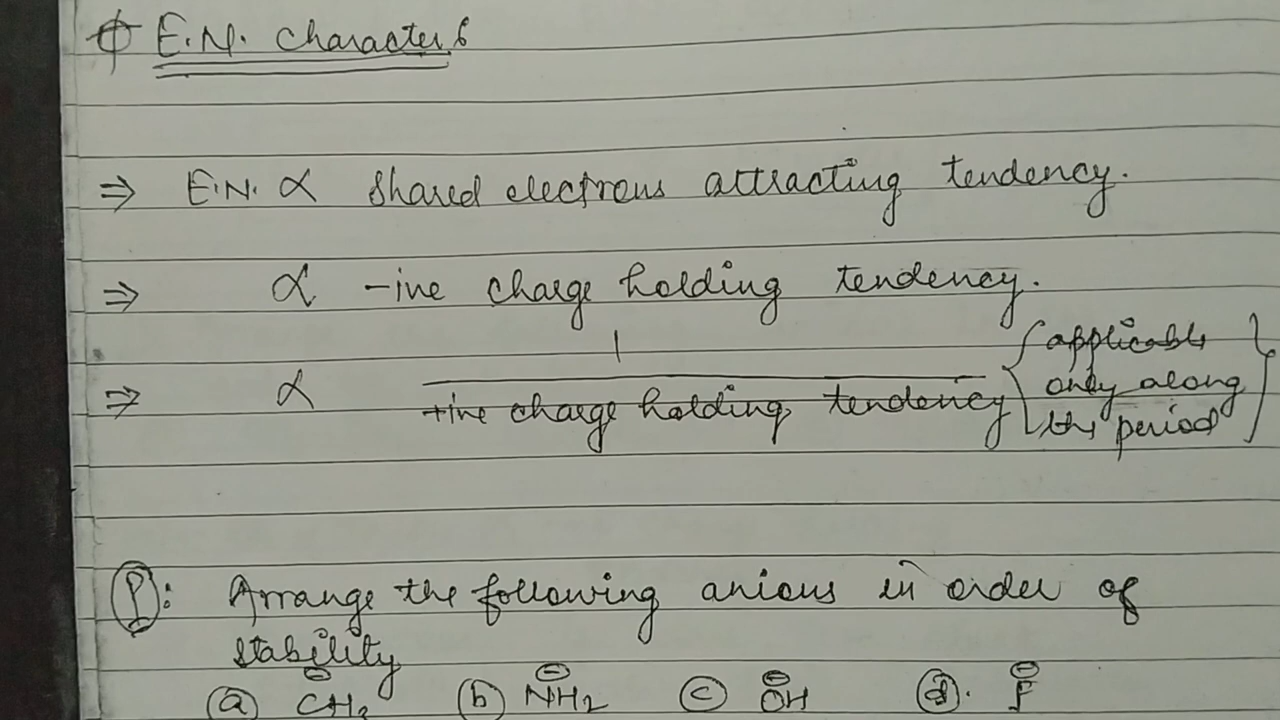 E.N. Character:
⇒ E.N. ∝ Shared electrons attracting tendency.
⇒ ∝ -ive charge holding tendency.
⇒ ∝ 1 / +ive charge holding tendency {applicable only along the period}
(P): Arrange the following anions in order of
stability
(a) CH₃⊖ (b) NH₂⊖ (c) OH⊖ (d). F⊖